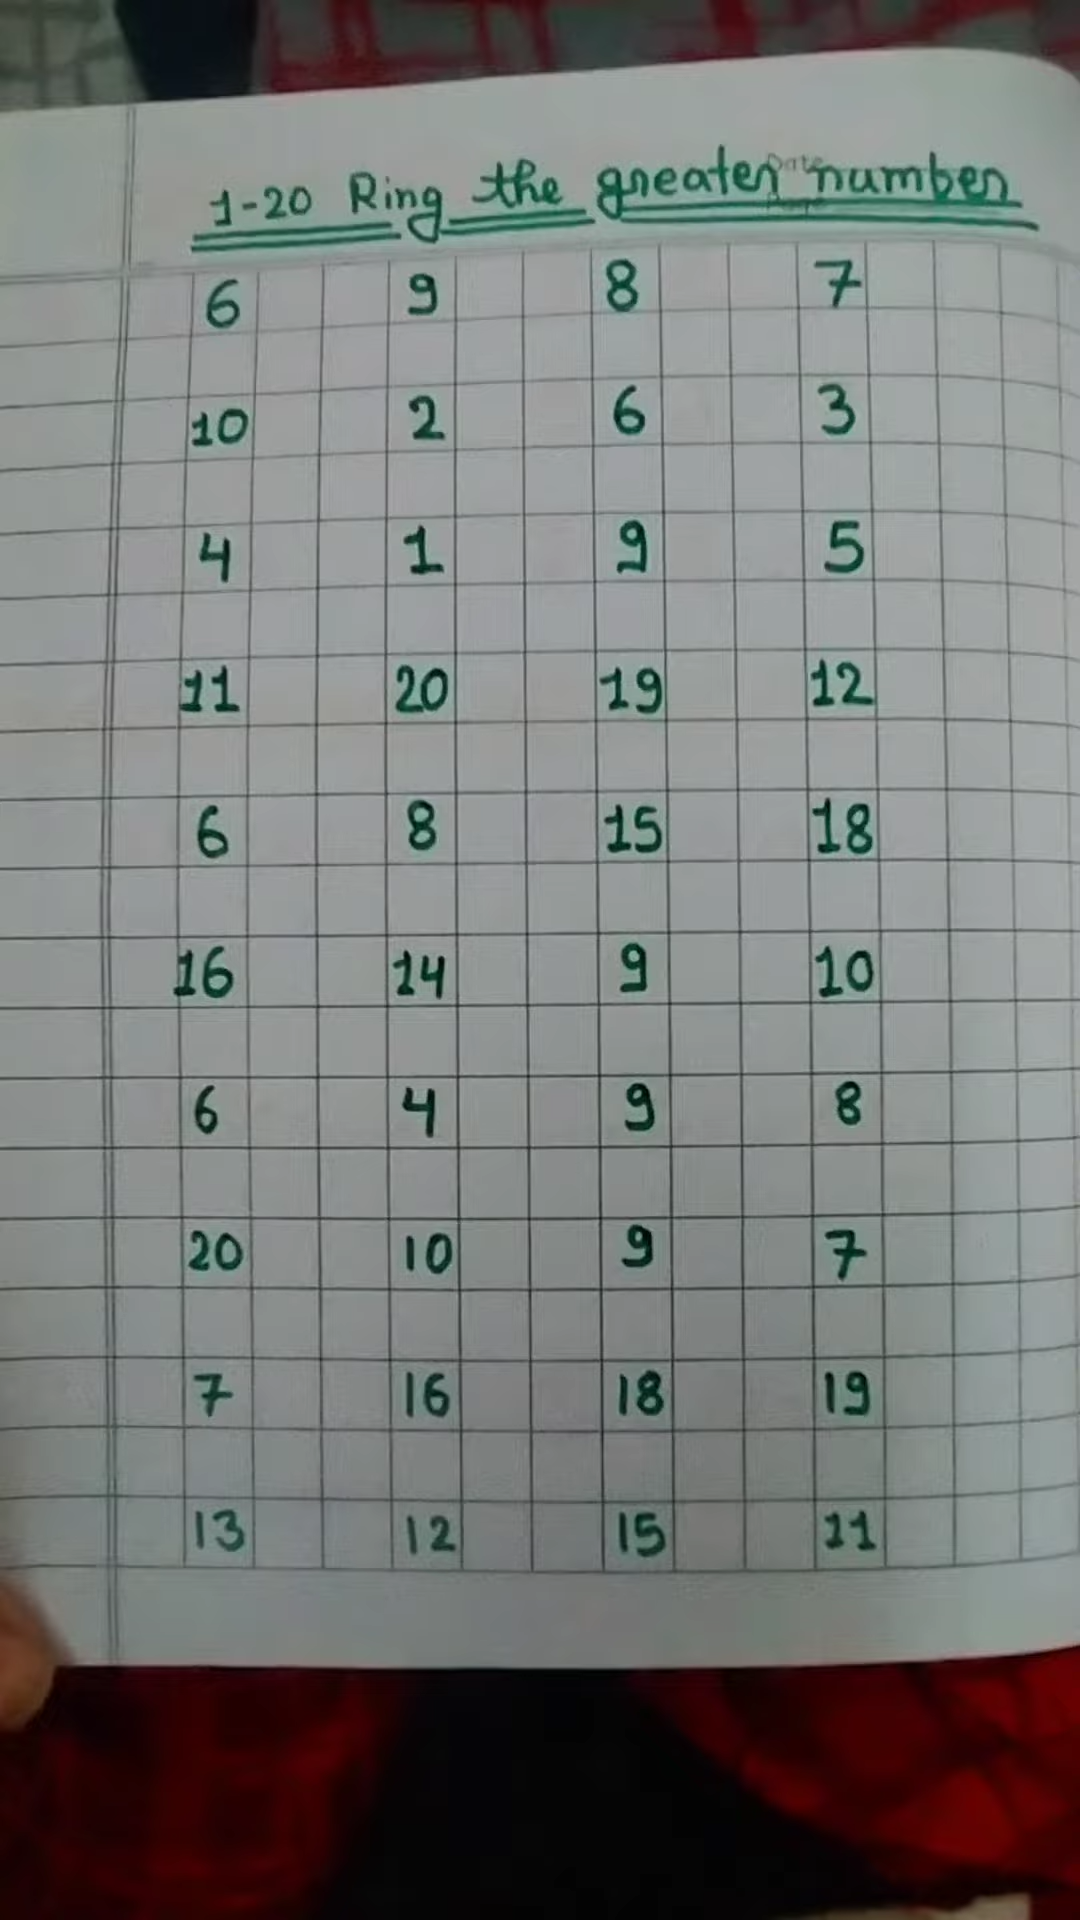 1-20 Ring the greater number
6 9 8 7
10 2 6 3
4 1 9 5
11 20 19 12
6 8 15 18
16 14 9 10
6 4 9 8
20 10 9 7
7 16 18 19
13 12 15 11